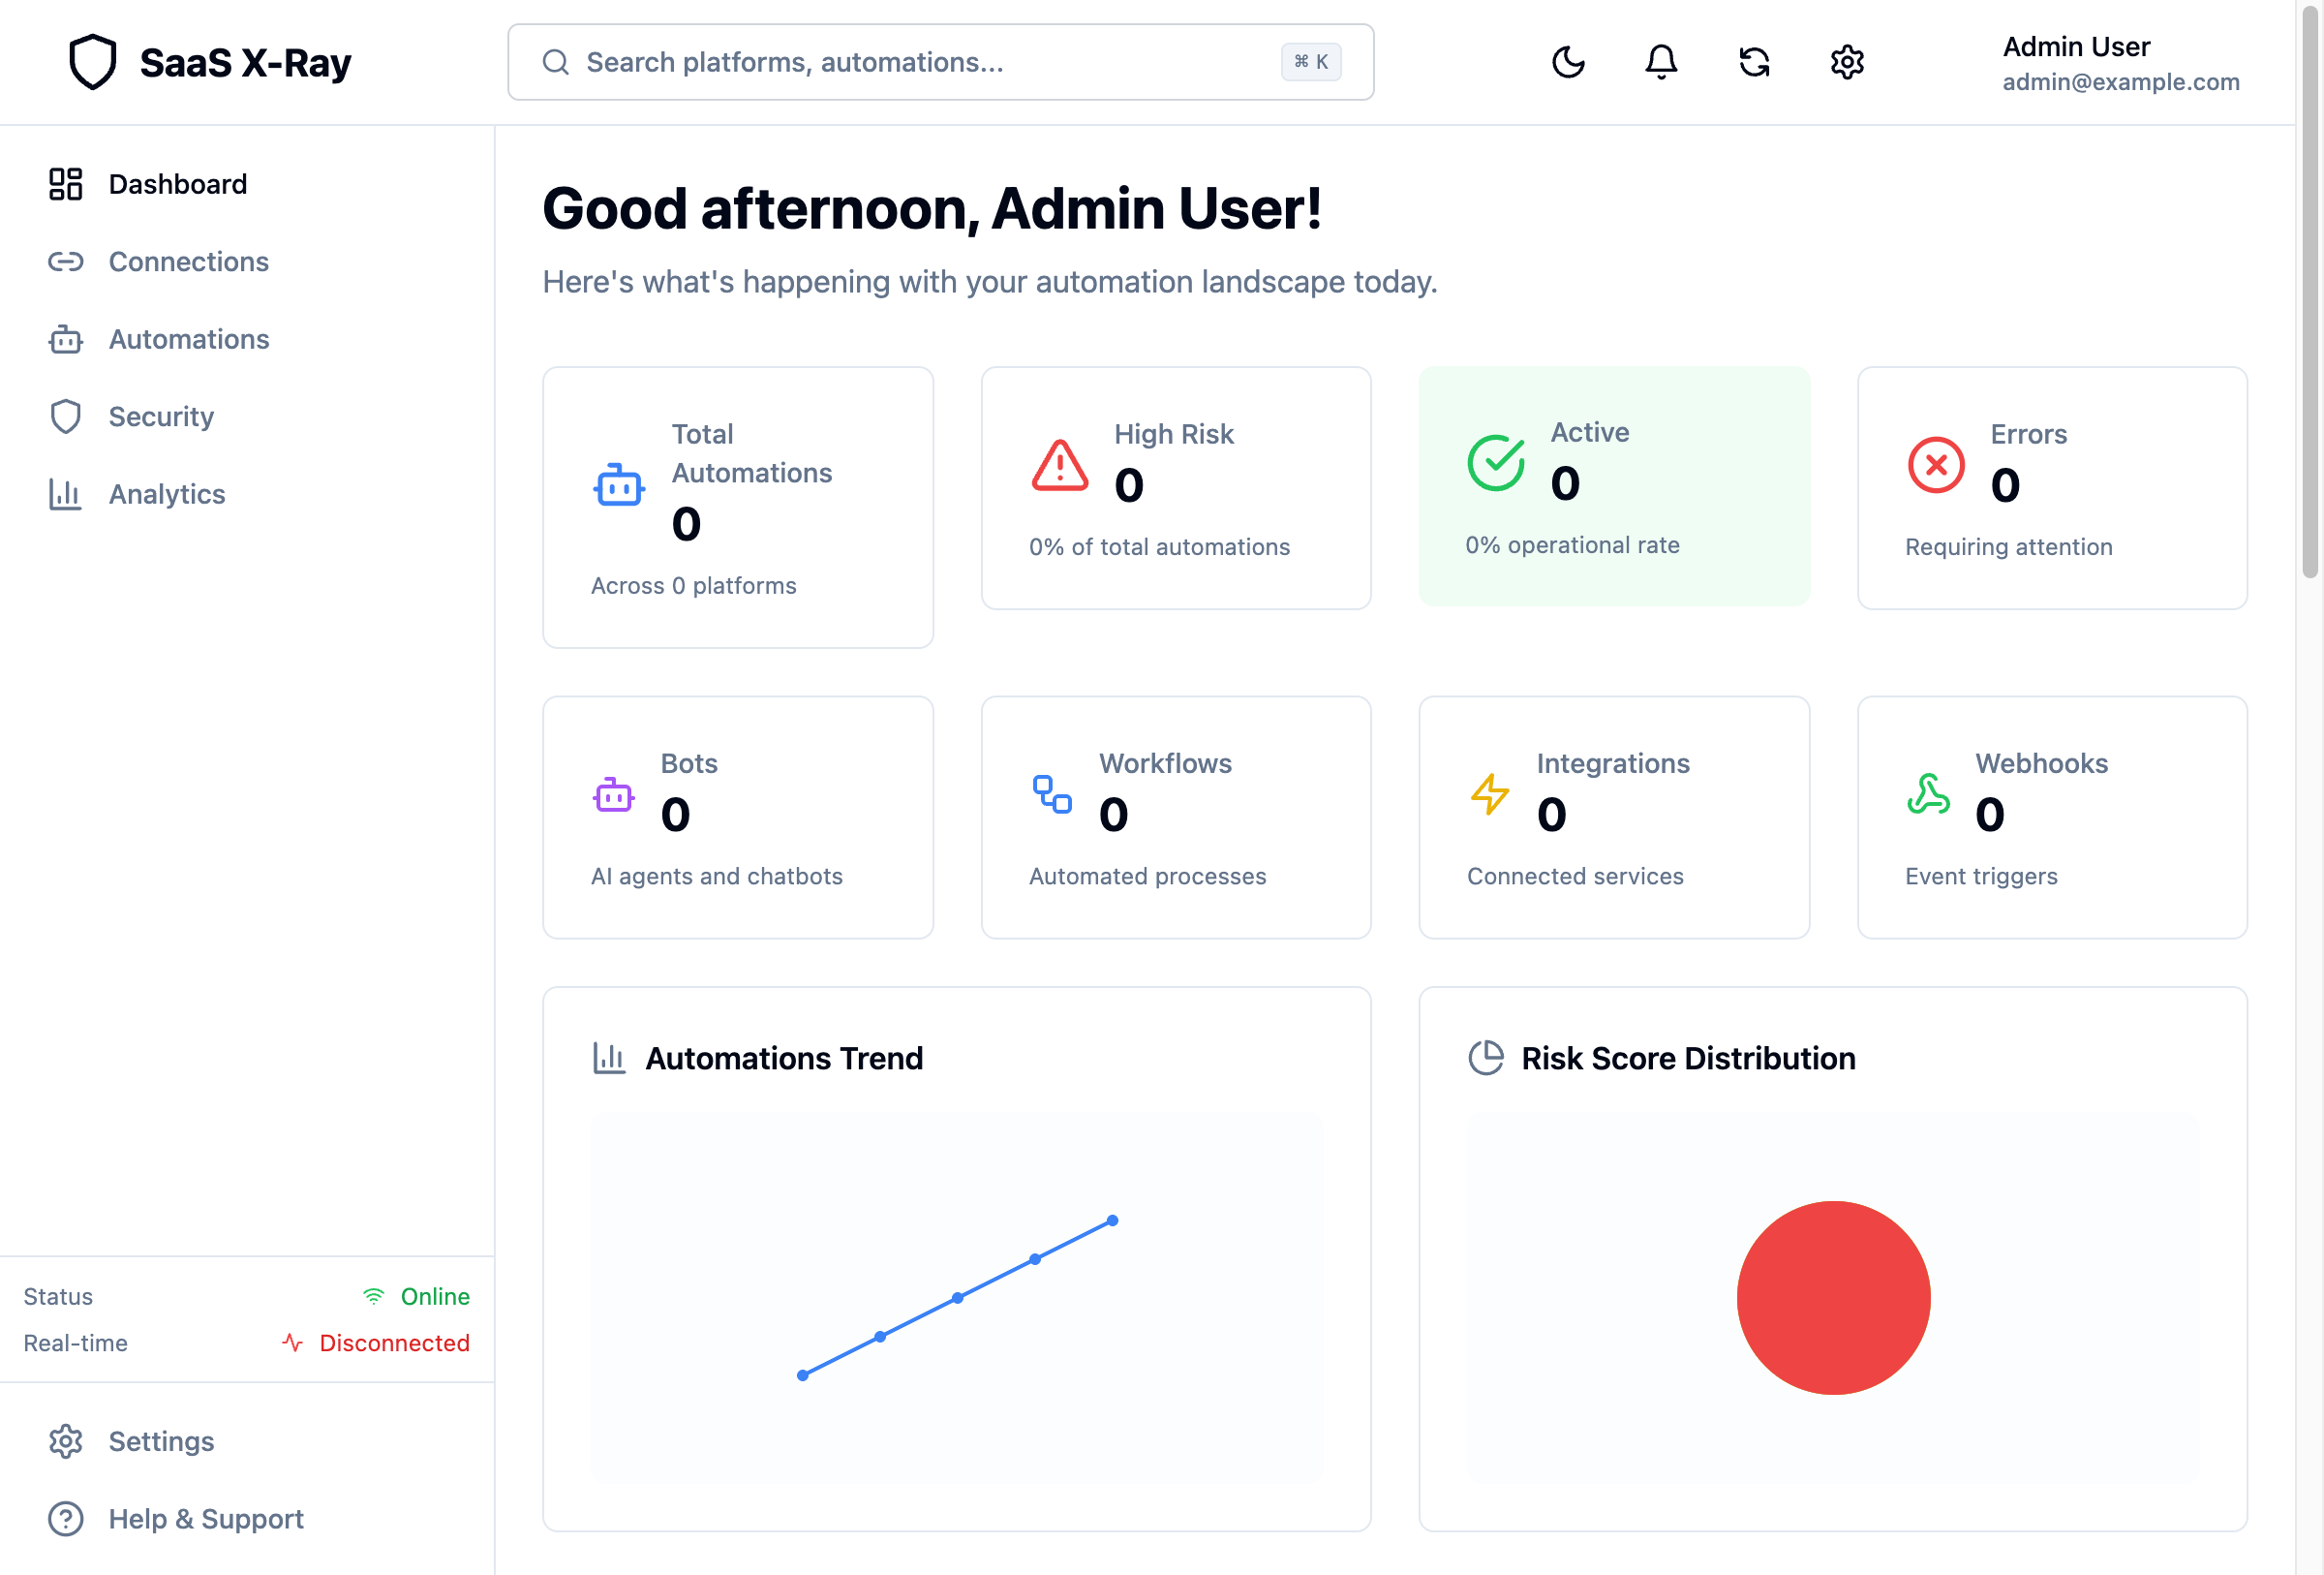 SaaS X-Ray
Search platforms, automations...
⌘ K
Admin User
admin@example.com
Dashboard
Connections
Automations
Security
Analytics
Status
Online
Real-time
Disconnected
Settings
Help & Support
Good afternoon, Admin User!
Here's what's happening with your automation landscape today.
Total
Automations
0
Across 0 platforms
High Risk
0
0% of total automations
Active
0
0% operational rate
Errors
0
Requiring attention
Bots
0
AI agents and chatbots
Workflows
0
Automated processes
Integrations
0
Connected services
Webhooks
0
Event triggers
Automations Trend
Risk Score Distribution